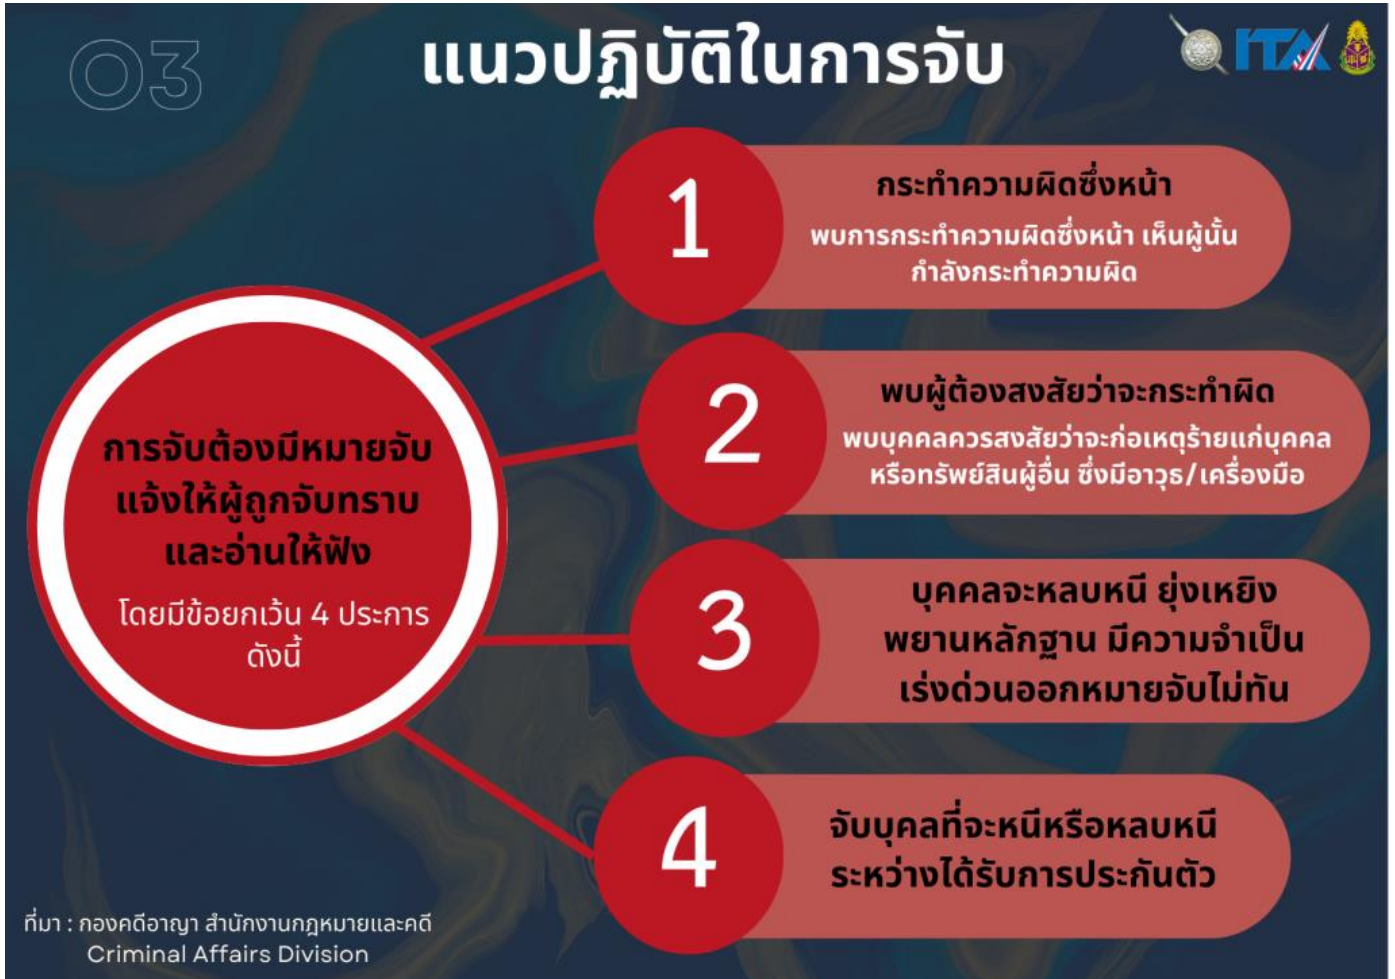 03
แนวปฏิบัติในการจับ
ITA
การจับต้องมีหมายจับ
แจ้งให้ผู้ถูกจับทราบ
และอ่านให้ฟัง
โดยมีข้อยกเว้น 4 ประการ
ดังนี้
1
กระทำความผิดซึ่งหน้า
พบการกระทำความผิดซึ่งหน้า เห็นผู้นั้น
กำลังกระทำความผิด
2
พบผู้ต้องสงสัยว่าจะกระทำผิด
พบบุคคลควรสงสัยว่าจะก่อเหตุร้ายแก่บุคคล
หรือทรัพย์สินผู้อื่น ซึ่งมีอาวุธ/เครื่องมือ
3
บุคคลจะหลบหนี ยุ่งเหยิง
พยานหลักฐาน มีความจำเป็น
เร่งด่วนออกหมายจับไม่ทัน
4
จับบุคลที่จะหนีหรือหลบหนี
ระหว่างได้รับการประกันตัว
ที่มา : กองคดีอาญา สำนักงานกฎหมายและคดี
Criminal Affairs Division